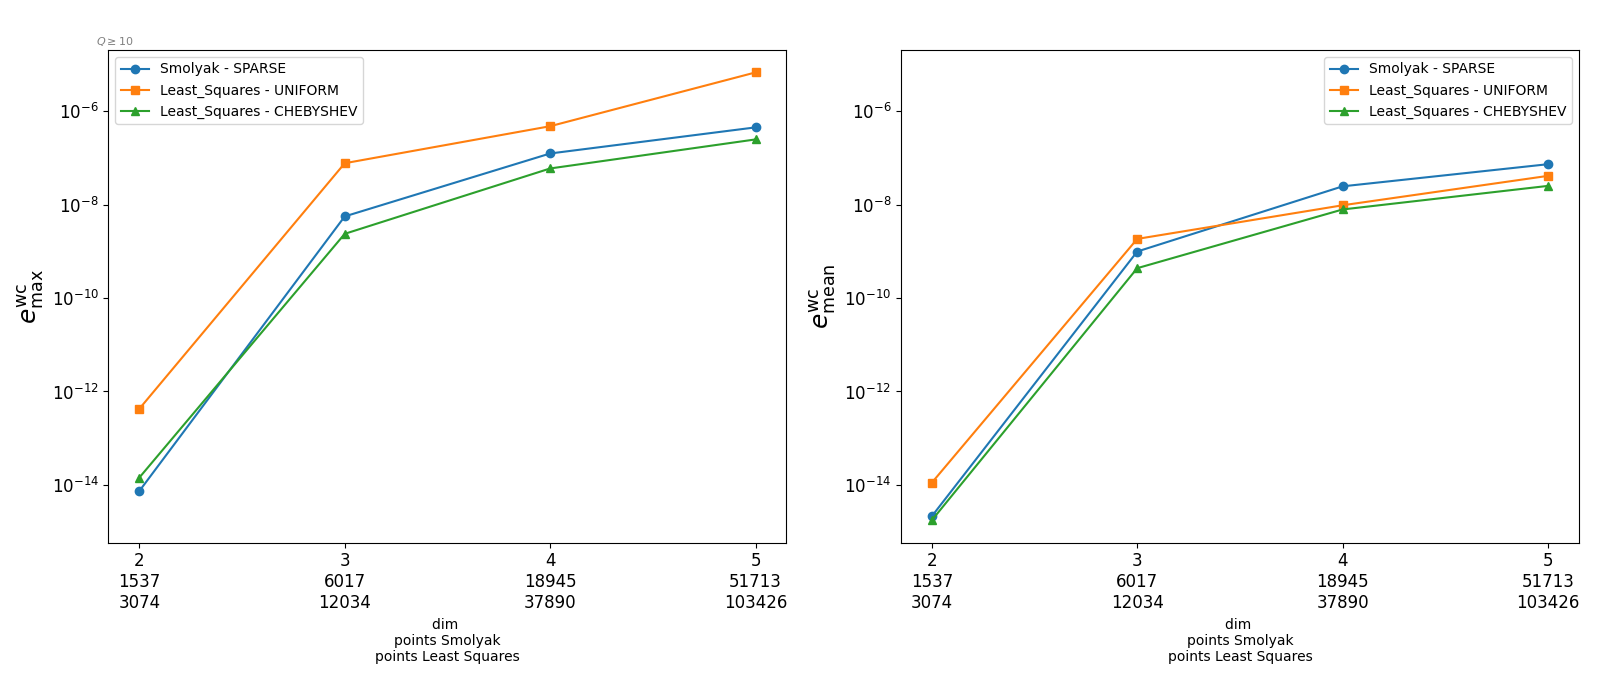 Q ≥ 10
Smolyak - SPARSE
Least_Squares - UNIFORM
Least_Squares - CHEBYSHEV
10⁻⁶
10⁻⁸
10⁻¹⁰
10⁻¹²
10⁻¹⁴
e^wc_max
2 3 4 5
1537 6017 18945 51713
3074 12034 37890 103426
dim
points Smolyak
points Least Squares
Smolyak - SPARSE
Least_Squares - UNIFORM
Least_Squares - CHEBYSHEV
10⁻⁶
10⁻⁸
10⁻¹⁰
10⁻¹²
10⁻¹⁴
e^wc_mean
2 3 4 5
1537 6017 18945 51713
3074 12034 37890 103426
dim
points Smolyak
points Least Squares